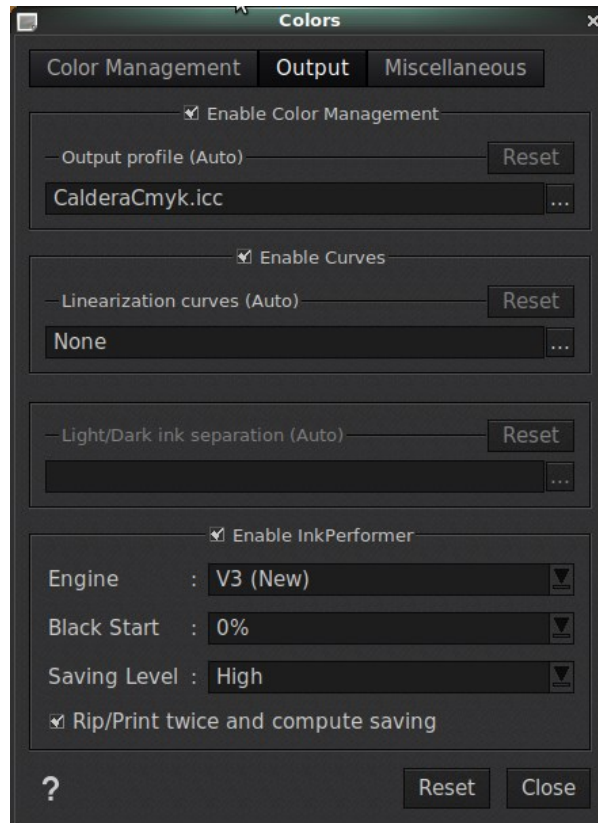 Colors
Color Management Output Miscellaneous
Enable Color Management
Output profile (Auto) Reset
CalderaCmyk.icc ...
Enable Curves
Linearization curves (Auto) Reset
None ...
Light/Dark ink separation (Auto) Reset
...
Enable InkPerformer
Engine : V3 (New)
Black Start : 0%
Saving Level : High
Rip/Print twice and compute saving
? Reset Close